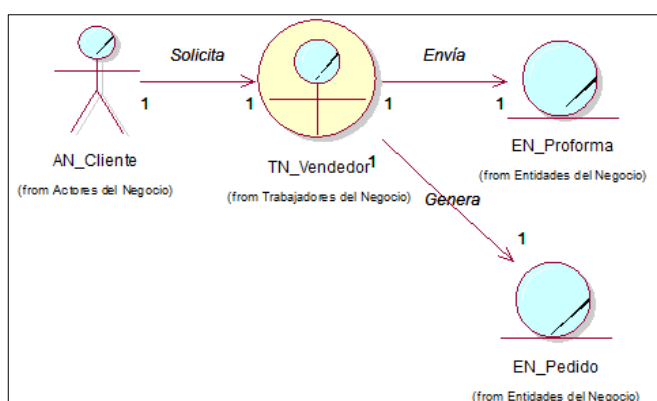 Solicita
Envía
1
1
1
1
AN_Cliente
(from Actores del Negocio)
TN_Vendedor
1
(from Trabajadores del Negocio)
EN_Proforma
(from Entidades del Negocio)
Genera
1
EN_Pedido
(from Entidades del Negocio)